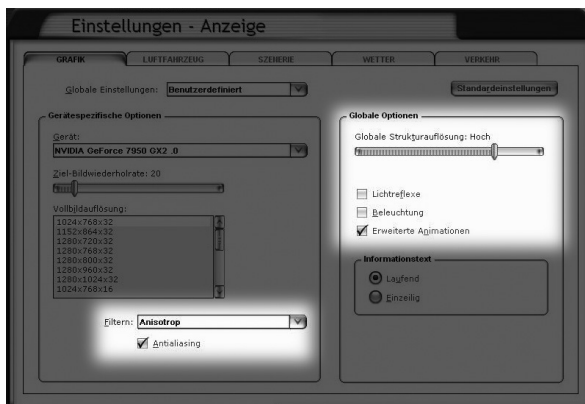 Einstellungen - Anzeige
GRAFIK LUFTFAHRZEUG SZENERIE WETTER VERKEHR
Globale Einstellungen: Benutzerdefiniert
Standardeinstellungen
Gerätespezifische Optionen
Gerät:
NVIDIA GeForce 7950 GX2 .0
Ziel-Bildwiederholrate: 20
Vollbildauflösung:
1024x768x32
1152x864x32
1280x720x32
1280x768x32
1280x800x32
1280x960x32
1280x1024x32
1024x768x16
Filtern: Anisotrop
Antialiasing
Globale Optionen
Globale Strukturauflösung: Hoch
Lichtreflexe
Beleuchtung
Erweiterte Animationen
Informationstext
Laufend
Einzeilig